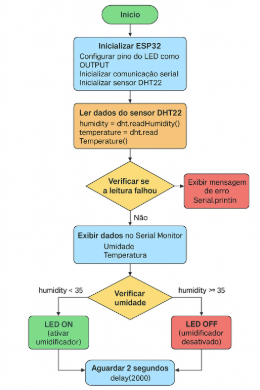 Início
Inicializar ESP32
Configurar pino do LED como
OUTPUT
Inicializar comunicação serial
Inicializar sensor DHT22
Ler dados do sensor DHT22
humidity = dht.readHumidity()
temperature = dht.read
Temperature()
Verificar se
a leitura falhou
Exibir mensagem
de erro
Serial.println
Não
Exibir dados no Serial Monitor
Umidade
Temperatura
humidity < 35
Verificar
umidade
humidity >= 35
LED ON
(ativar
umidificador)
LED OFF
(umidificador
desativado)
Aguardar 2 segundos
delay(2000)